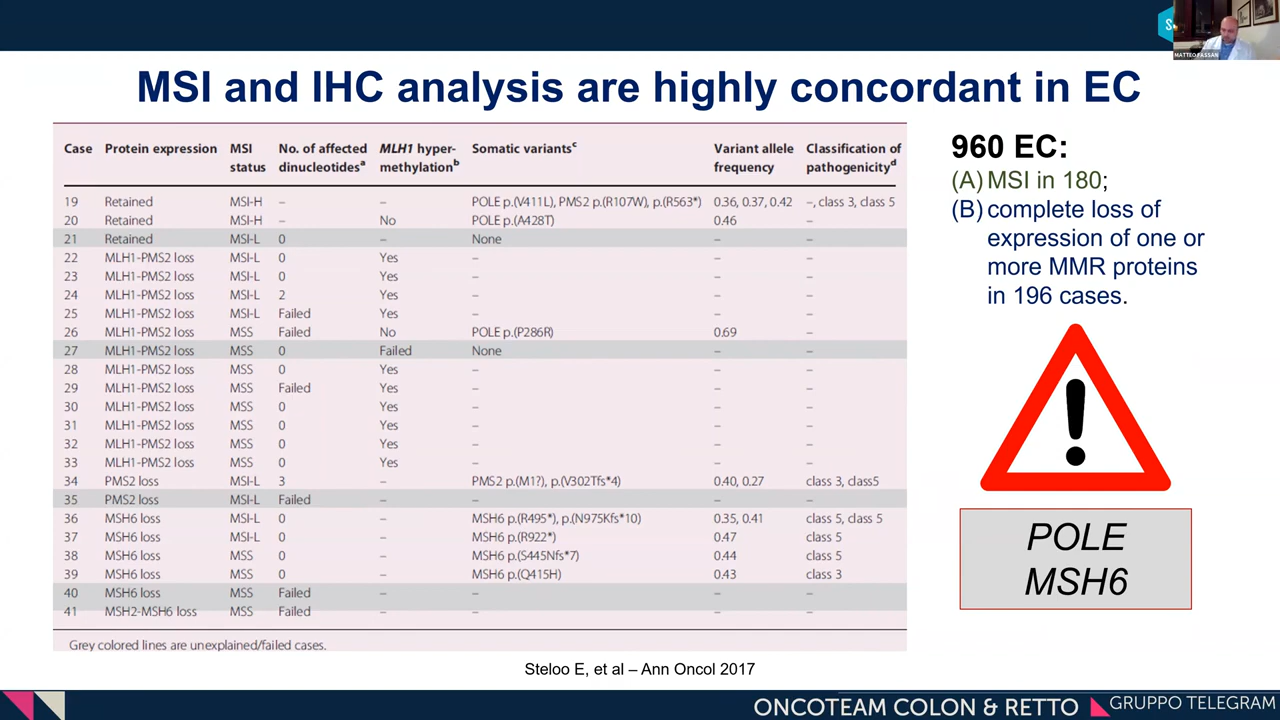 MATTEO FASSAN
MSI and IHC analysis are highly concordant in EC
Case Protein expression MSI status No. of affected dinucleotidesa MLH1 hyper-methylationb Somatic variantsc Variant allele frequency Classification of pathogenicityd
19 Retained MSI-H – – POLE p.(V411L), PMS2 p.(R107W), p.(R563*) 0.36, 0.37, 0.42 –, class 3, class 5
20 Retained MSI-H – No POLE p.(A428T) 0.46 –
21 Retained MSI-L 0 – None – –
22 MLH1-PMS2 loss MSI-L 0 Yes – – –
23 MLH1-PMS2 loss MSI-L 0 Yes – – –
24 MLH1-PMS2 loss MSI-L 2 Yes – – –
25 MLH1-PMS2 loss MSI-L Failed Yes – – –
26 MLH1-PMS2 loss MSS Failed No POLE p.(P286R) 0.69 –
27 MLH1-PMS2 loss MSS 0 Failed None – –
28 MLH1-PMS2 loss MSS 0 Yes – – –
29 MLH1-PMS2 loss MSS Failed Yes – – –
30 MLH1-PMS2 loss MSS 0 Yes – – –
31 MLH1-PMS2 loss MSS 0 Yes – – –
32 MLH1-PMS2 loss MSS 0 Yes – – –
33 MLH1-PMS2 loss MSS 0 Yes – – –
34 PMS2 loss MSI-L 3 – PMS2 p.(M1?), p.(V302Tfs*4) 0.40, 0.27 class 3, class5
35 PMS2 loss MSI-L Failed – – – –
36 MSH6 loss MSI-L 0 – MSH6 p.(R495*), p.(N975Kfs*10) 0.35, 0.41 class 5, class 5
37 MSH6 loss MSI-L 0 – MSH6 p.(R922*) 0.47 class 5
38 MSH6 loss MSS 0 – MSH6 p.(S445Nfs*7) 0.44 class 5
39 MSH6 loss MSS 0 – MSH6 p.(Q415H) 0.43 class 3
40 MSH6 loss MSS Failed – – – –
41 MSH2-MSH6 loss MSS Failed – – – –
Grey colored lines are unexplained/failed cases.
960 EC:
(A) MSI in 180;
(B) complete loss of
expression of one or
more MMR proteins
in 196 cases.
!
POLE
MSH6
Steloo E, et al – Ann Oncol 2017
ONCOTEAM COLON & RETTO GRUPPO TELEGRAM